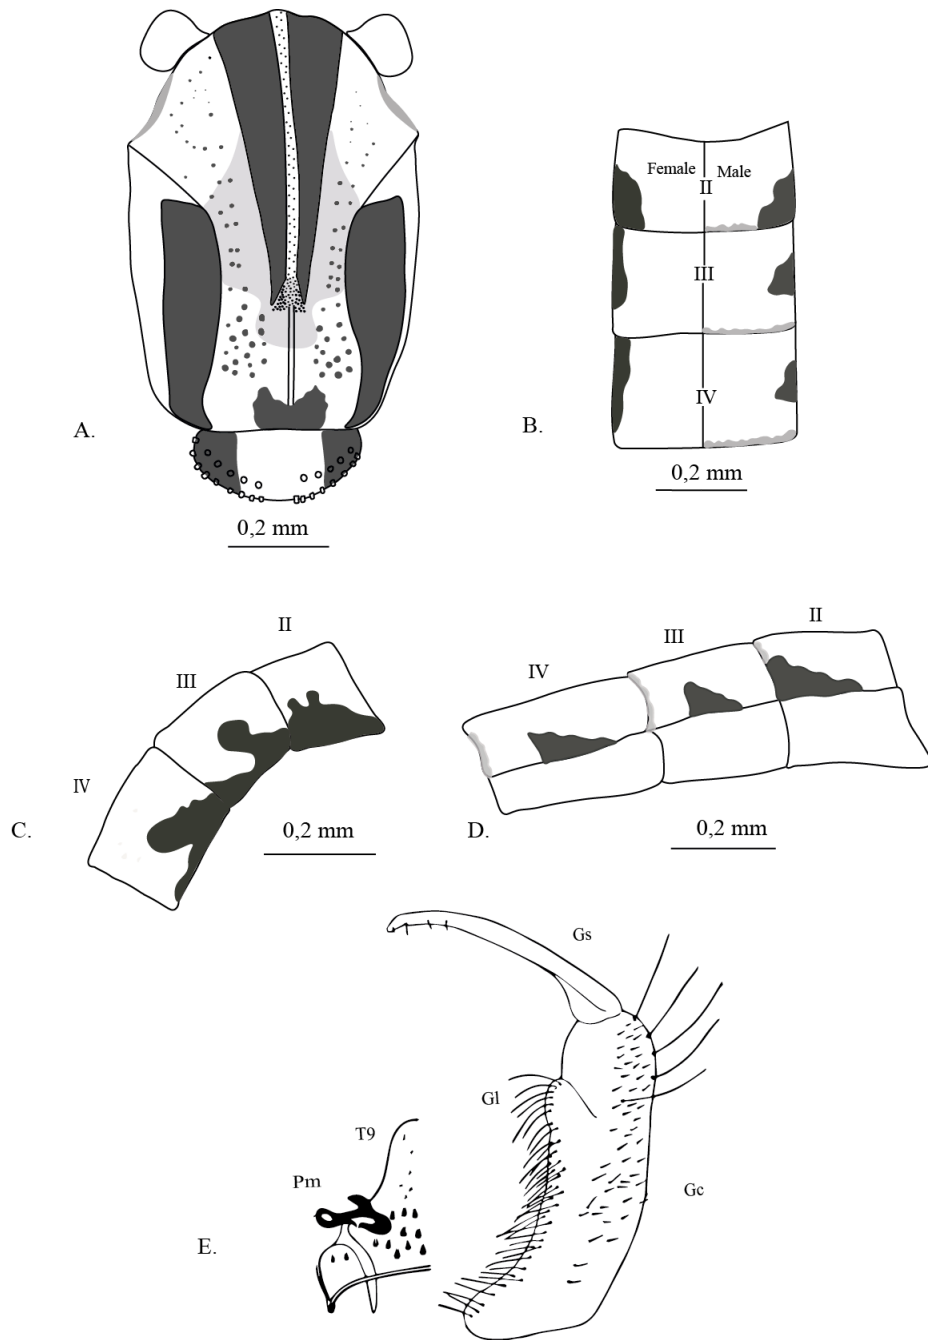 A.
0,2 mm
Female Male
II
III
IV
B.
0,2 mm
II
III
IV
C.
0,2 mm
II
III
IV
D.
0,2 mm
Gs
Gl
T9
Pm
Gc
E.